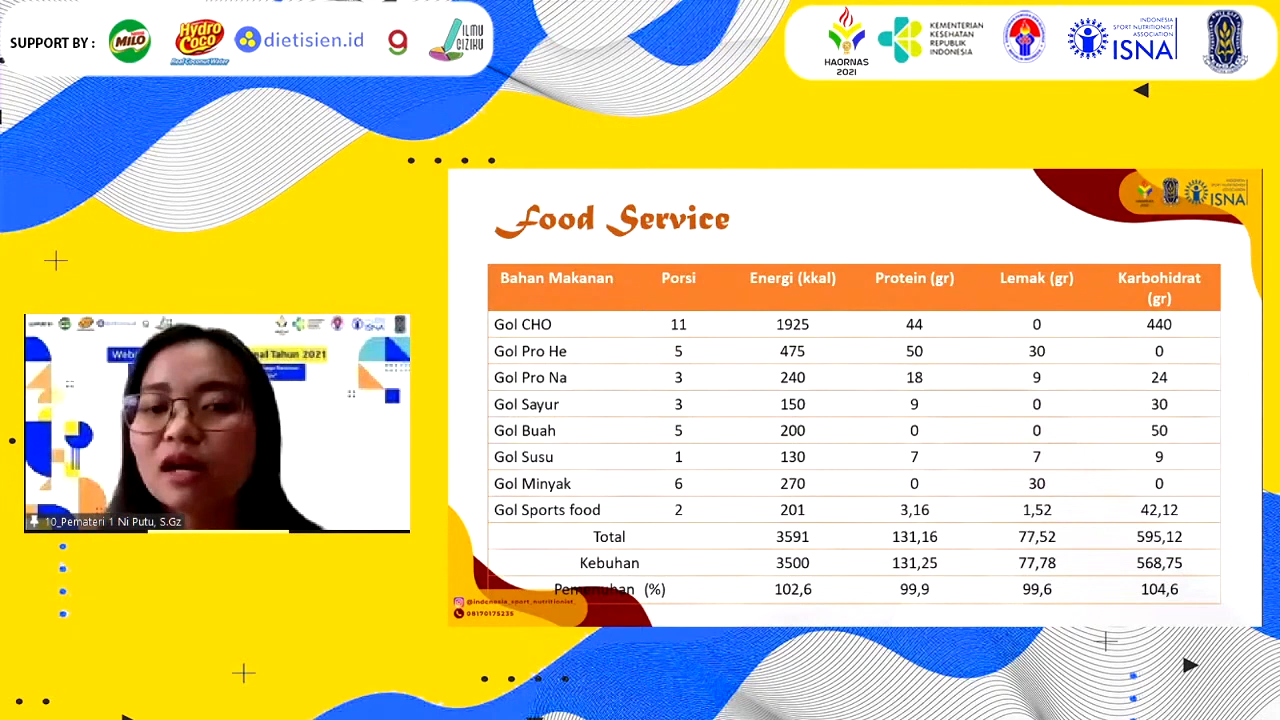 SUPPORT BY :
MILO
HYDRO COCO
Real Coconut Water
dietisien.id
ILMU GIZIKU
HAORNAS 2021
KEMENTERIAN KESEHATAN REPUBLIK INDONESIA
INDONESIA SPORT NUTRITIONIST ASSOCIATION
ISNA
ISNA
Food Service
Bahan Makanan Porsi Energi (kkal) Protein (gr) Lemak (gr) Karbohidrat (gr)
Gol CHO 11 1925 44 0 440
Gol Pro He 5 475 50 30 0
Gol Pro Na 3 240 18 9 24
Gol Sayur 3 150 9 0 30
Gol Buah 5 200 0 0 50
Gol Susu 1 130 7 7 9
Gol Minyak 6 270 0 30 0
Gol Sports food 2 201 3,16 1,52 42,12
Total 3591 131,16 77,52 595,12
Kebuhan 3500 131,25 77,78 568,75
Pemenuhan (%) 102,6 99,9 99,6 104,6
@indonesia_sport_nutritionist_
08170175235
nal Tahun 2021
10_Pemateri 1 Ni Putu, S.Gz